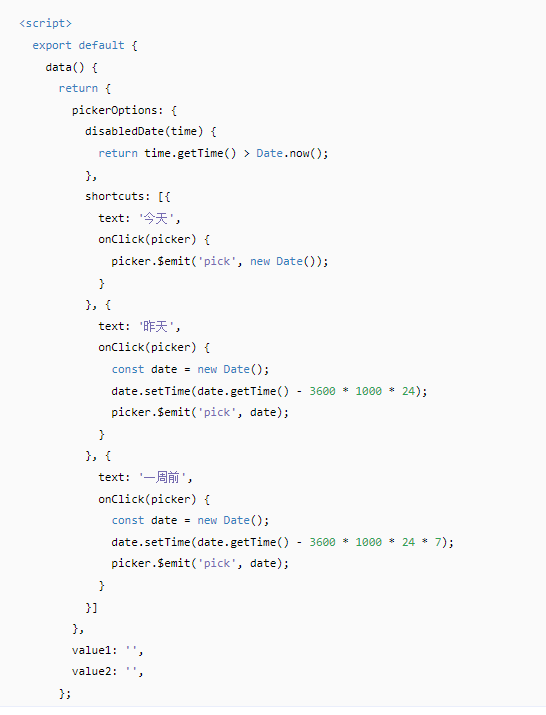 <script>
export default {
data() {
return {
pickerOptions: {
disabledDate(time) {
return time.getTime() > Date.now();
},
shortcuts: [{
text: '今天',
onClick(picker) {
picker.$emit('pick', new Date());
}
}, {
text: '昨天',
onClick(picker) {
const date = new Date();
date.setTime(date.getTime() - 3600 * 1000 * 24);
picker.$emit('pick', date);
}
}, {
text: '一周前',
onClick(picker) {
const date = new Date();
date.setTime(date.getTime() - 3600 * 1000 * 24 * 7);
picker.$emit('pick', date);
}
}]
},
value1: '',
value2: '',
};